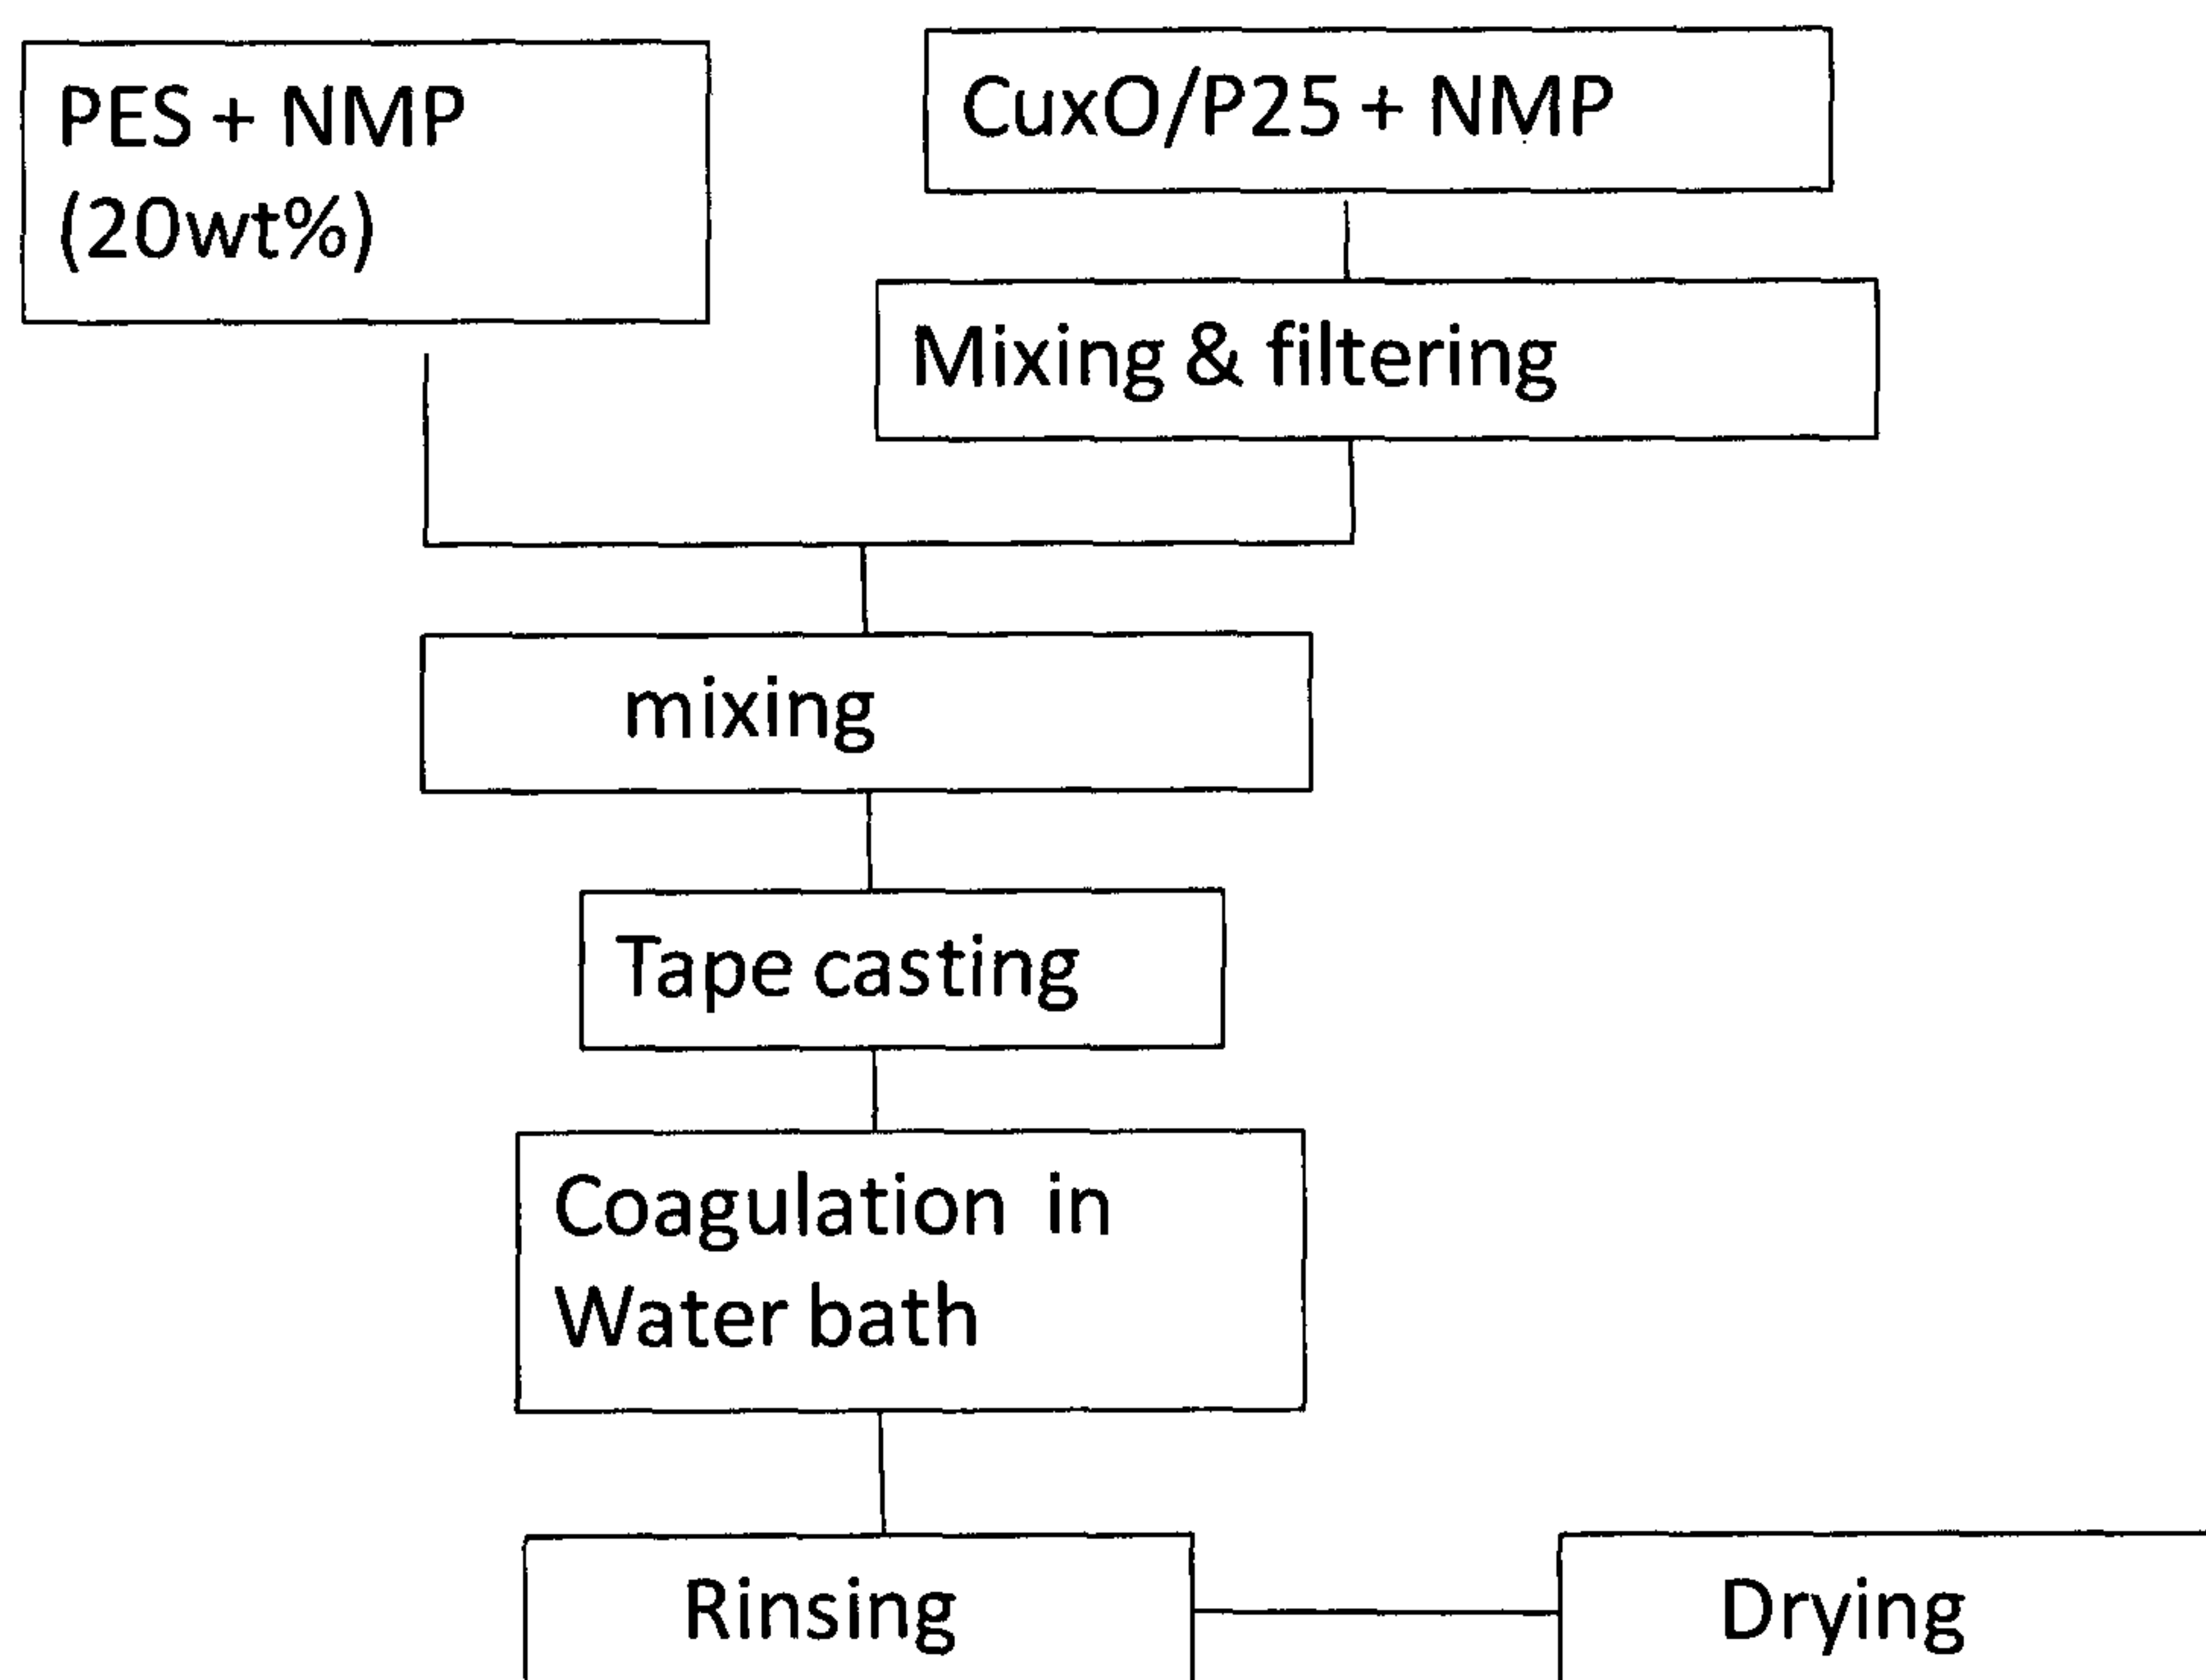 PES + NMP
(20wt%)
CuxO/P25 + NMP
Mixing & filtering
mixing
Tape casting
Coagulation in
Water bath
Rinsing
Drying